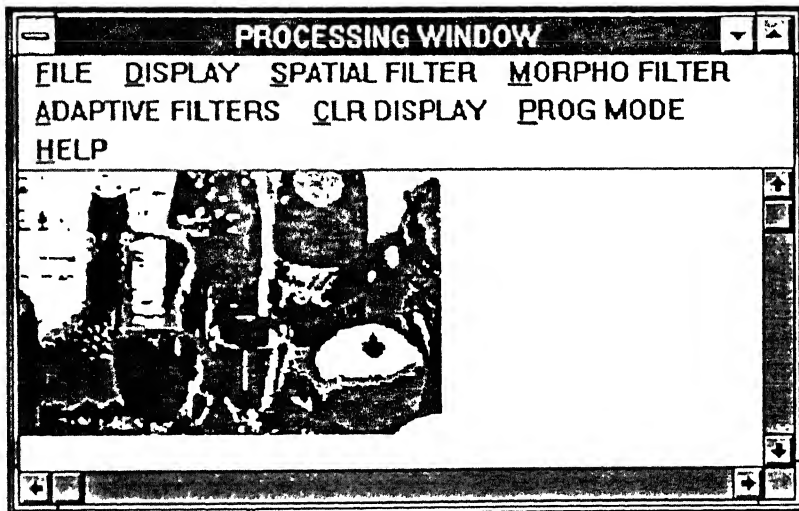 PROCESSING WINDOW
FILE DISPLAY SPATIAL FILTER MORPHO FILTER
ADAPTIVE FILTERS CLR DISPLAY PROG MODE
HELP